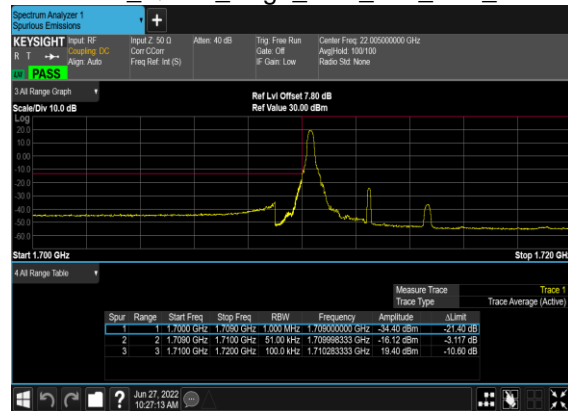 Spectrum Analyzer 1
Spurious Emissions
+
KEYSIGHT Input: RF Input Z: 50 Ω Atten: 40 dB Trig: Free Run Center Freq: 22.005000000 GHz
R T Coupling: DC Corr CCorr Gate: Off Avg|Hold: 100/100
Align: Auto Freq Ref: Int (S) IF Gain: Low Radio Std: None
LXI PASS
3 All Range Graph
Ref Lvl Offset 7.80 dB
Scale/Div 10.0 dB Ref Value 30.00 dBm
Log
20.0
10.0
0.00
-10.0
-20.0
-30.0
-40.0
-50.0
-60.0
Start 1.700 GHz Stop 1.720 GH
4 All Range Table
Measure Trace Trace 1
Trace Type Trace Average (Active)
Spur Range Start Freq Stop Freq RBW Frequency Amplitude ΔLimit
1 1 1.7000 GHz 1.7090 GHz 1.000 MHz 1.709000000 GHz -34.40 dBm -21.40 dB
2 2 1.7090 GHz 1.7100 GHz 51.00 kHz 1.709998333 GHz -16.12 dBm -3.117 dB
3 3 1.7100 GHz 1.7200 GHz 100.0 kHz 1.710283333 GHz 19.40 dBm -10.60 dB
? Jun 27, 2022
10:27:13 AM